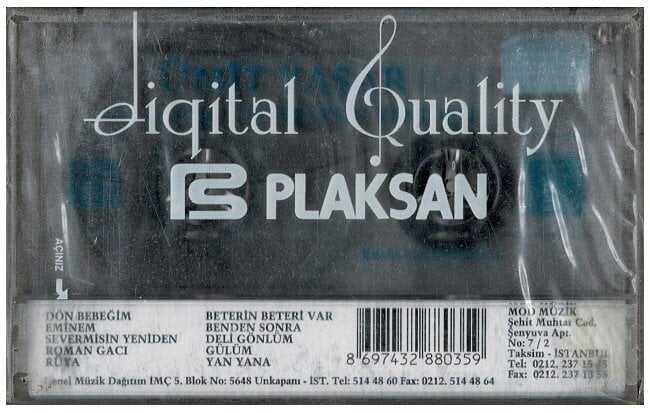 Digital Quality
PLAKSAN
AÇINIZ
DÖN BEBEĞİM
EMİNEM
SEVERMİSİN YENİDEN
ROMAN GACI
RÜYA
BETERİN BETERİ VAR
BENDEN SONRA
DELİ GÖNLÜM
GÜLÜM
YAN YANA
8 697432 880359
MOD MÜZİK
Şehit Muhtar Cad.
Şenyuva Apt.
No: 7 / 2
Taksim - İSTANBUL
Tel: 0212. 237
Fax: 0212. 237
Genel Müzik Dağıtım İMÇ 5. Blok No: 5648 Unkapanı - İST. Tel: 514 48 60 Fax: 0212. 514 48 64